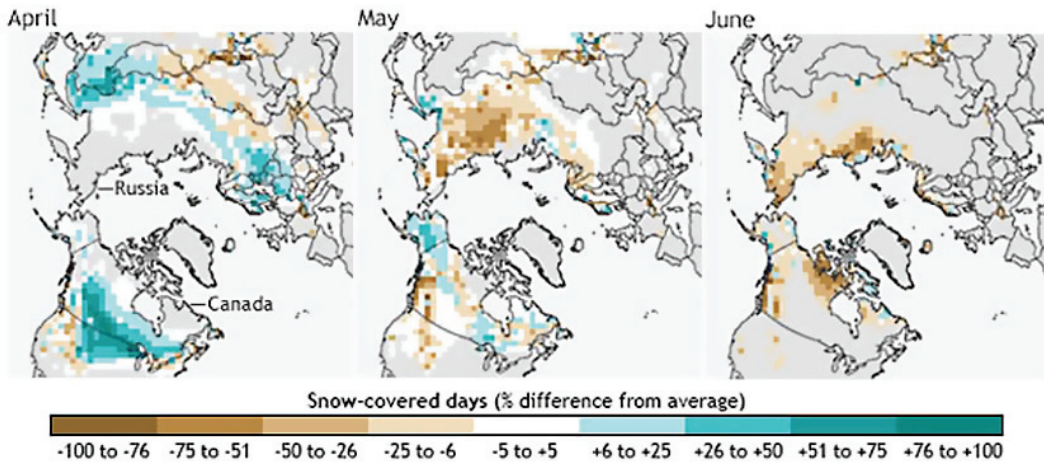 April May June
Russia
Canada
Snow-covered days (% difference from average)
-100 to -76 -75 to -51 -50 to -26 -25 to -6 -5 to +5 +6 to +25 +26 to +50 +51 to +75 +76 to +100